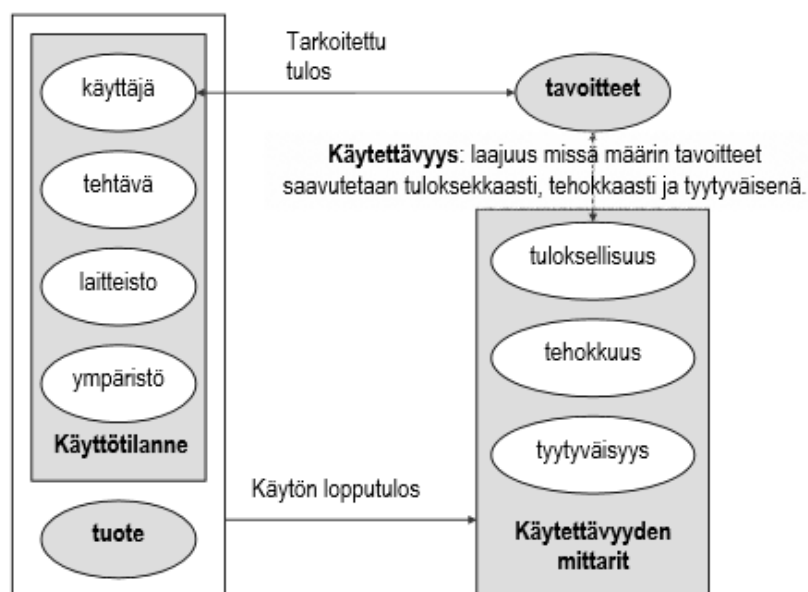 käyttäjä
tehtävä
laitteisto
ympäristö
Käyttötilanne
tuote
Tarkoitettu
tulos
tavoitteet
Käytettävyys: laajuus missä määrin tavoitteet
saavutetaan tuloksekkaasti, tehokkaasti ja tyytyväisenä.
tuloksellisuus
tehokkuus
tyytyväisyys
Käytettävyyden
mittarit
Käytön lopputulos